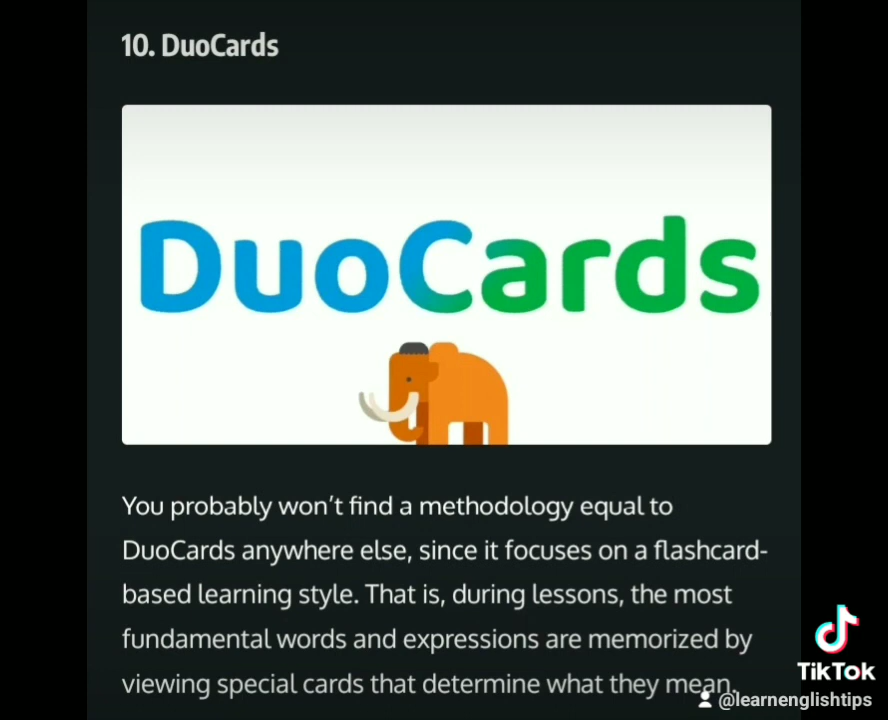 10. DuoCards
DuoCards
You probably won't find a methodology equal to
DuoCards anywhere else, since it focuses on a flashcard-
based learning style. That is, during lessons, the most
fundamental words and expressions are memorized by
viewing special cards that determine what they mean.
TikTok
@learnenglishtips